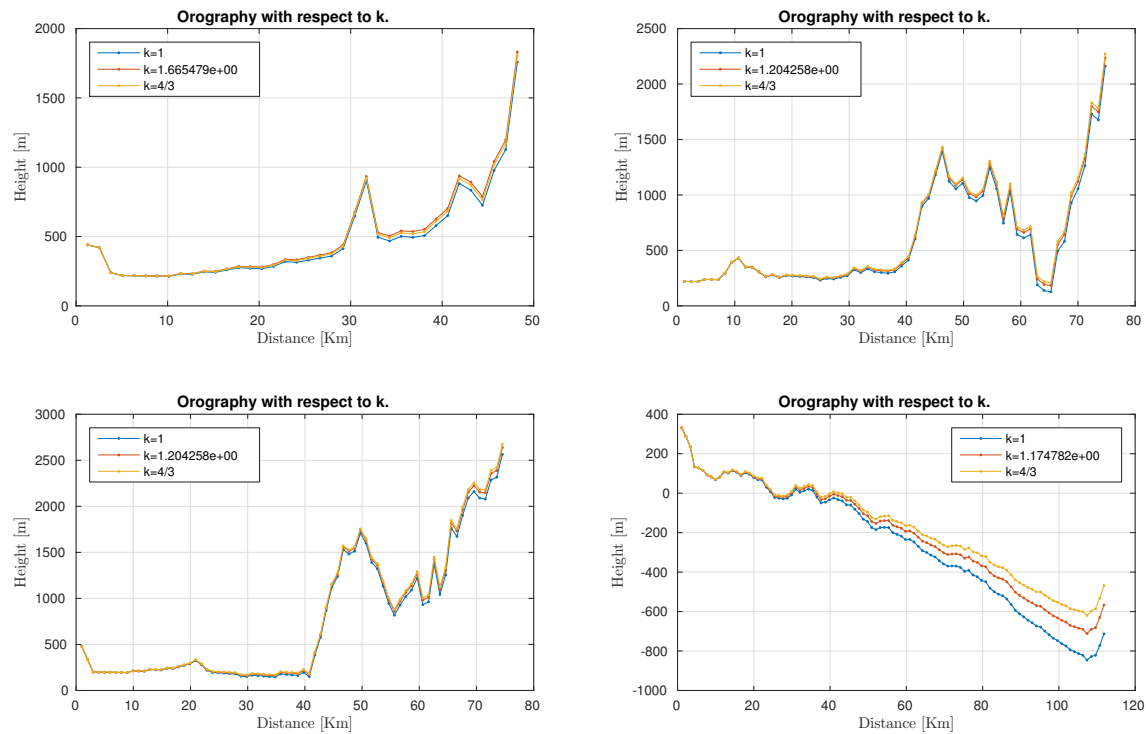 Orography with respect to k.
2000
1500
1000
500
0
Height [m]
k=1
k=1.665479e+00
k=4/3
0 10 20 30 40 50
Distance [Km]
Orography with respect to k.
2500
2000
1500
1000
500
0
Height [m]
k=1
k=1.204258e+00
k=4/3
0 10 20 30 40 50 60 70 80
Distance [Km]
Orography with respect to k.
3000
2500
2000
1500
1000
500
0
Height [m]
k=1
k=1.204258e+00
k=4/3
0 10 20 30 40 50 60 70 80
Distance [Km]
Orography with respect to k.
400
200
0
-200
-400
-600
-800
-1000
Height [m]
k=1
k=1.174782e+00
k=4/3
0 20 40 60 80 100 120
Distance [Km]